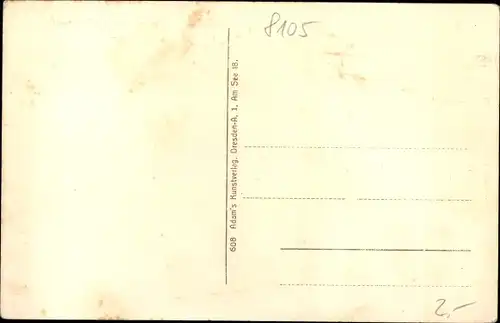 8105
608 Adam's Kunstverlag, Dresden-A. 1, Am See 18.
2,-